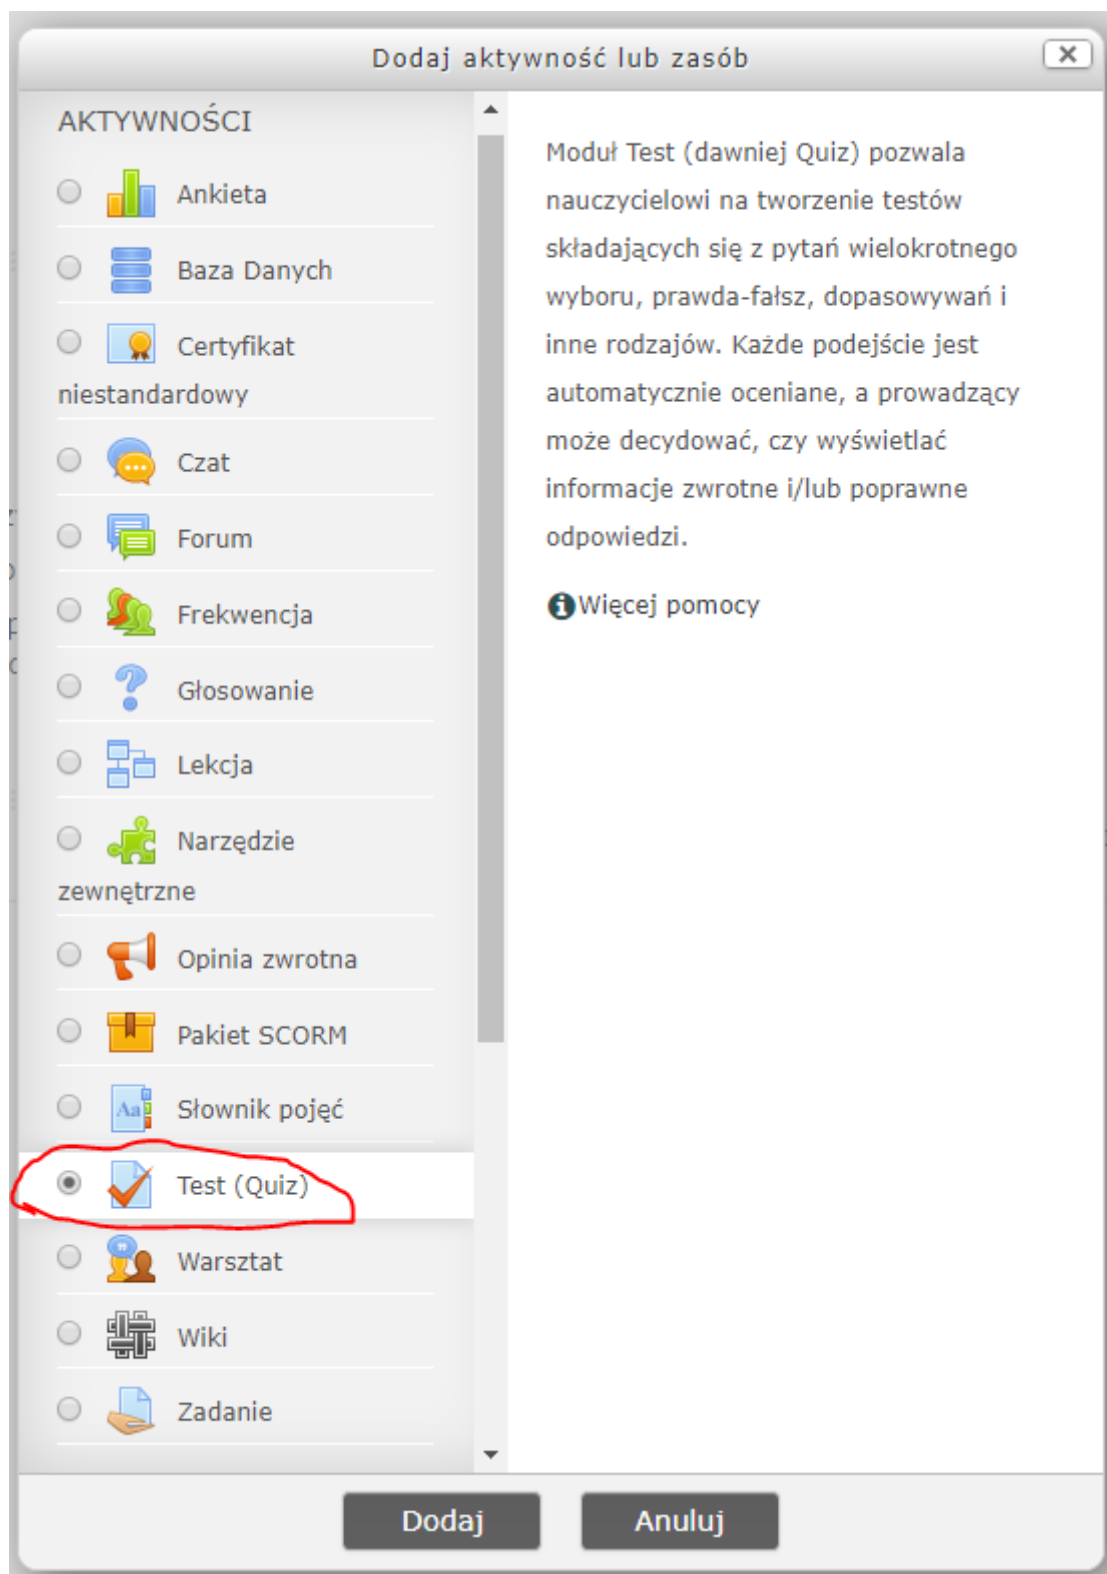 Dodaj aktywność lub zasób
AKTYWNOŚCI
Ankieta
Baza Danych
Certyfikat
niestandardowy
Czat
Forum
Frekwencja
Głosowanie
Lekcja
Narzędzie
zewnętrzne
Opinia zwrotna
Pakiet SCORM
Słownik pojęć
Test (Quiz)
Warsztat
Wiki
Zadanie
Moduł Test (dawniej Quiz) pozwala
nauczycielowi na tworzenie testów
składających się z pytań wielokrotnego
wyboru, prawda-fałsz, dopasowywań i
inne rodzajów. Każde podejście jest
automatycznie oceniane, a prowadzący
może decydować, czy wyświetlać
informacje zwrotne i/lub poprawne
odpowiedzi.
Więcej pomocy
Dodaj
Anuluj